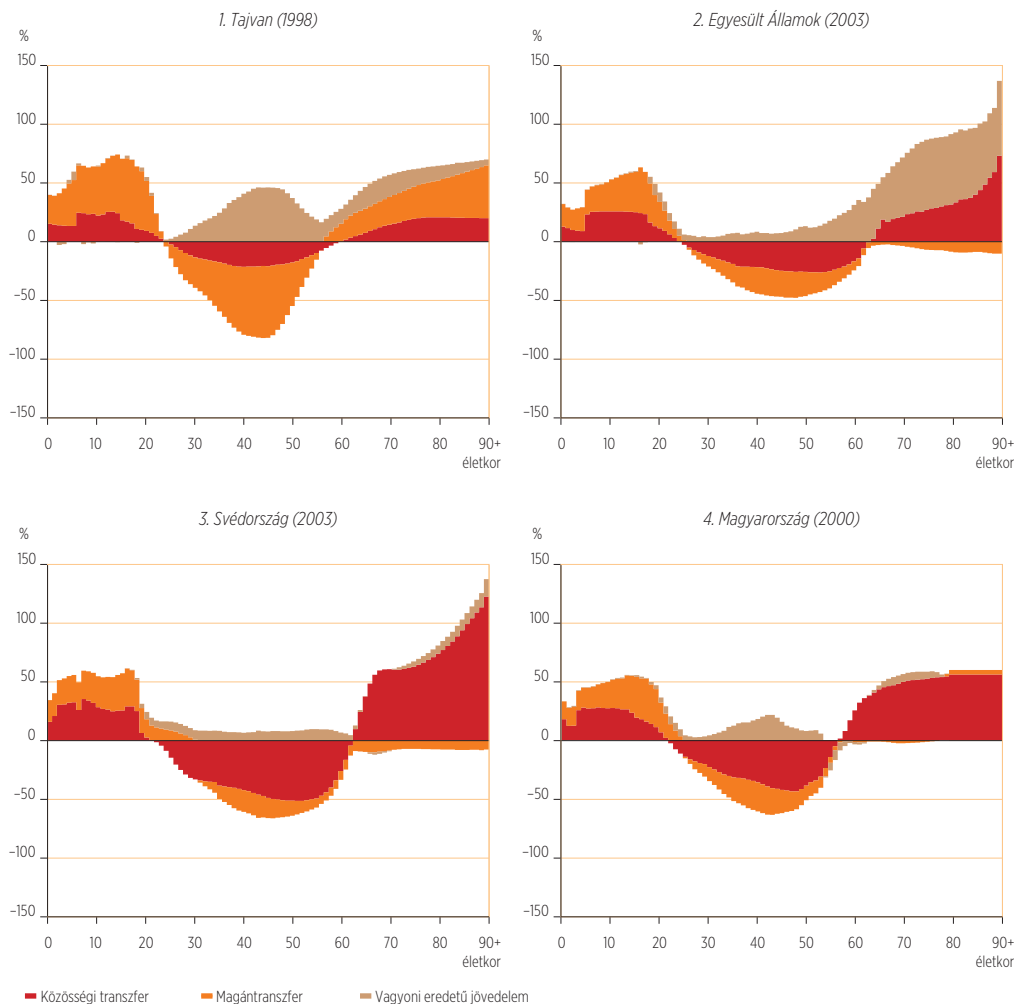 1. Tajvan (1998)
%
150
100
50
0
–50
–100
–150
0 10 20 30 40 50 60 70 80 90+
életkor
2. Egyesült Államok (2003)
%
150
100
50
0
–50
–100
–150
0 10 20 30 40 50 60 70 80 90+
életkor
3. Svédország (2003)
%
150
100
50
0
–50
–100
–150
0 10 20 30 40 50 60 70 80 90+
életkor
4. Magyarország (2000)
%
150
100
50
0
–50
–100
–150
0 10 20 30 40 50 60 70 80 90+
életkor
Közösségi transzfer Magántranszfer Vagyoni eredetű jövedelem